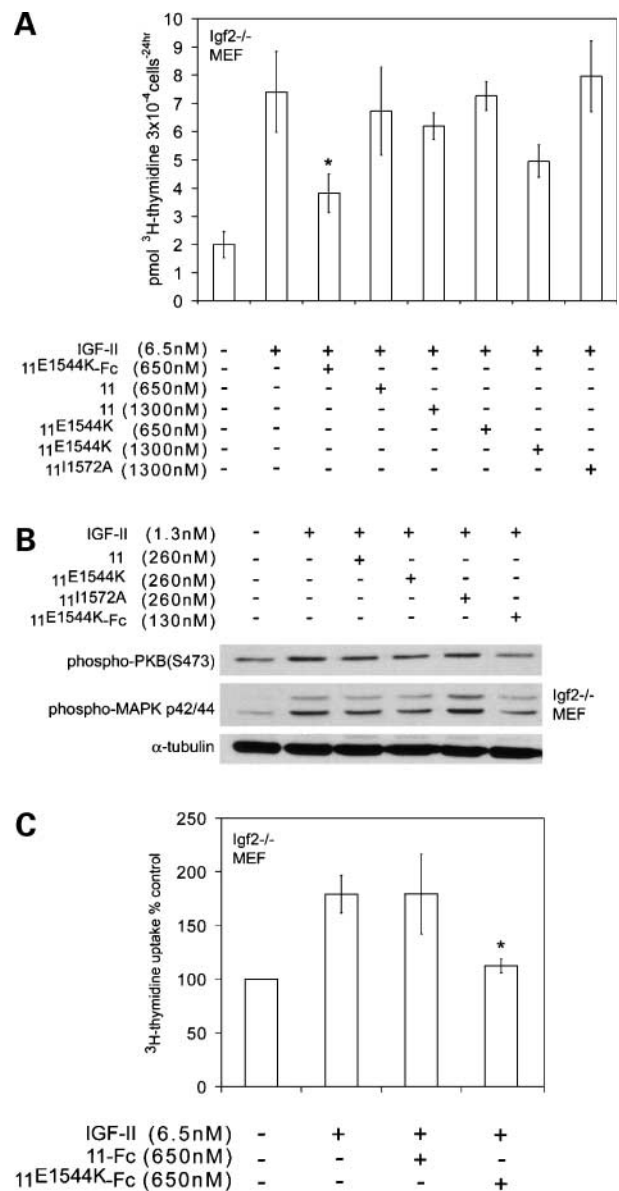 A
Igf2-/-
MEF
pmol ³H-thymidine 3x10⁻⁴cells⁻²⁴ʰʳ
10
9
8
7
6
5
4
3
2
1
0
*
IGF-II (6.5nM) - + + + + + + +
11E1544K-Fc (650nM) - - + - - - - -
11 (650nM) - - - + - - - -
11 (1300nM) - - - - + - - -
11E1544K (650nM) - - - - - + - -
11E1544K (1300nM) - - - - - - + -
11I1572A (1300nM) - - - - - - - +
B
IGF-II (1.3nM) - + + + + +
11 (260nM) - - + - - -
11E1544K (260nM) - - - + - -
11I1572A (260nM) - - - - + -
11E1544K-Fc (130nM) - - - - - +
phospho-PKB(S473)
phospho-MAPK p42/44
Igf2-/-
MEF
α-tubulin
C
Igf2-/-
MEF
³H-thymidine uptake % control
250
200
150
100
50
0
*
IGF-II (6.5nM) - + + +
11-Fc (650nM) - - + -
11E1544K-Fc (650nM) - - - +